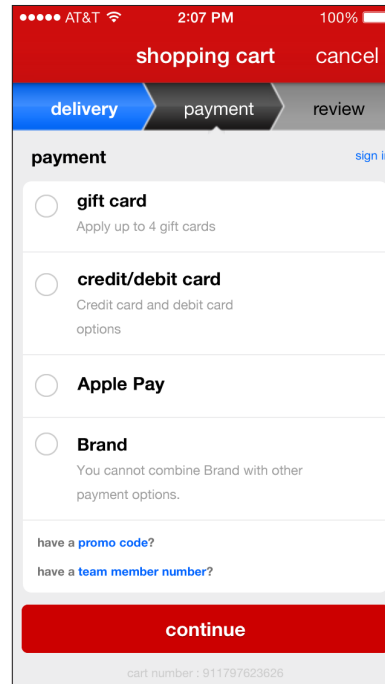 AT&T 2:07 PM 100%
shopping cart cancel
delivery payment review
payment sign in
gift card
Apply up to 4 gift cards
credit/debit card
Credit card and debit card
options
Apple Pay
Brand
You cannot combine Brand with other
payment options.
have a promo code?
have a team member number?
continue
cart number : 911797623626